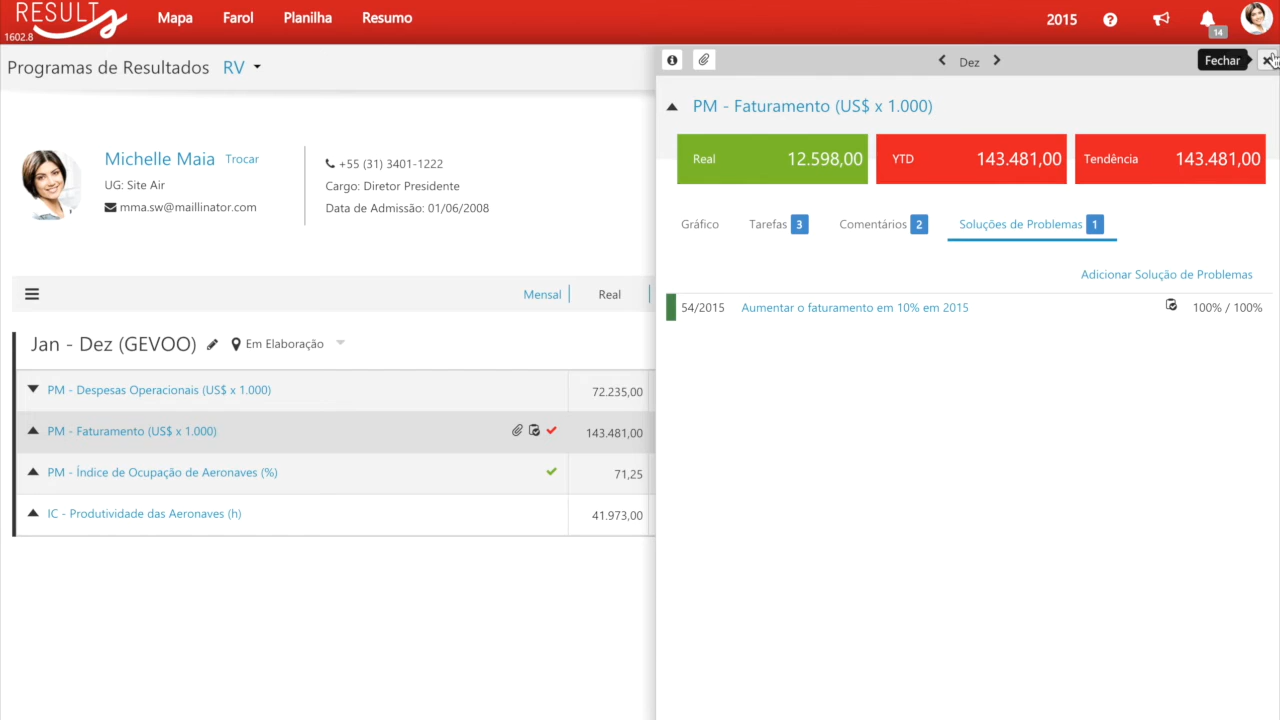 RESULTS
1602.8
Mapa Farol Planilha Resumo
2015
14
Programas de Resultados RV
Dez
Fechar
PM - Faturamento (US$ x 1.000)
Real 12.598,00
YTD 143.481,00
Tendência 143.481,00
Michelle Maia Trocar
UG: Site Air
mma.sw@maillinator.com
+55 (31) 3401-1222
Cargo: Diretor Presidente
Data de Admissão: 01/06/2008
Gráfico Tarefas 3 Comentários 2 Soluções de Problemas 1
Adicionar Solução de Problemas
54/2015 Aumentar o faturamento em 10% em 2015 100% / 100%
Mensal Real
Jan - Dez (GEVOO) Em Elaboração
PM - Despesas Operacionais (US$ x 1.000) 72.235,00
PM - Faturamento (US$ x 1.000) 143.481,00
PM - Índice de Ocupação de Aeronaves (%) 71,25
IC - Produtividade das Aeronaves (h) 41.973,00